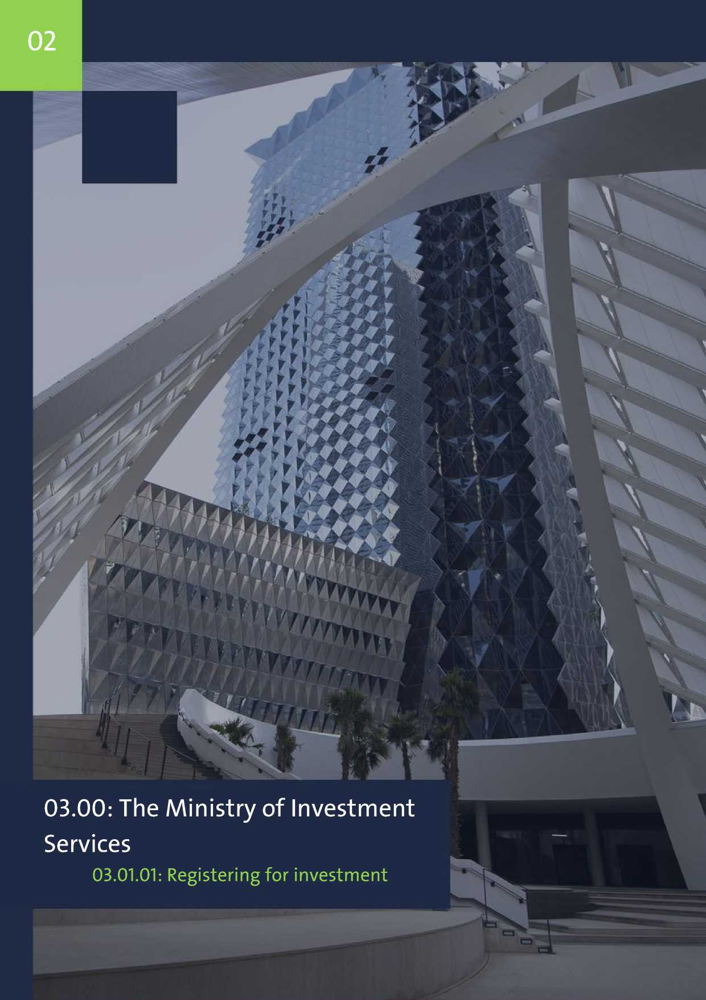 02
03.00: The Ministry of Investment
Services
03.01.01: Registering for investment